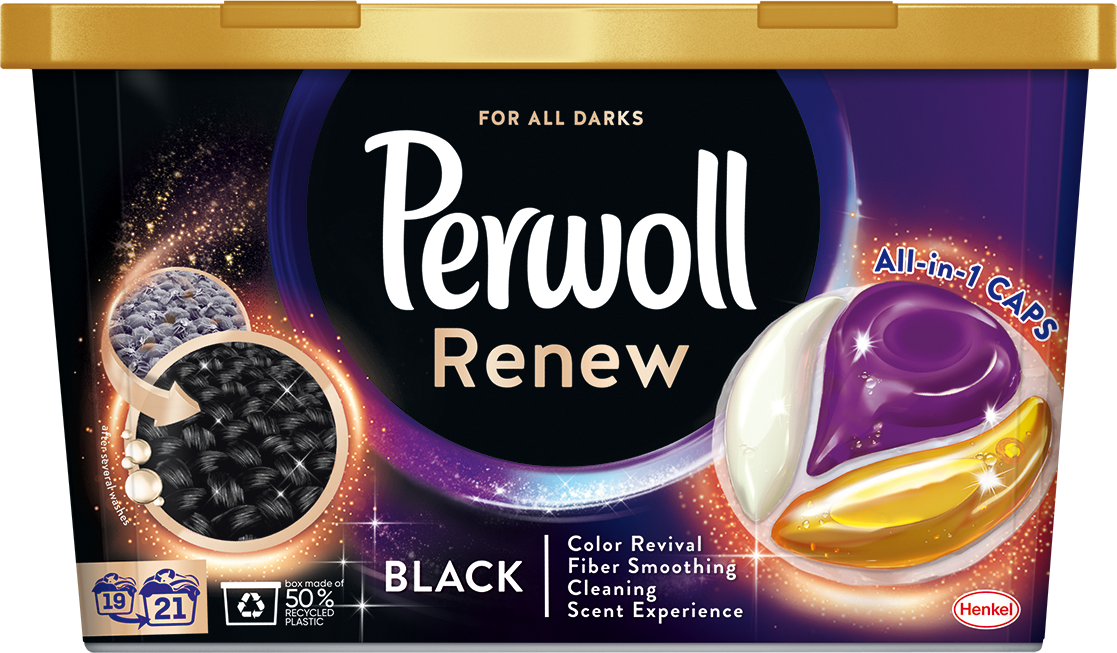 FOR ALL DARKS
Perwoll
Renew
All-in-1 CAPS
after several washes
BLACK
Color Revival
Fiber Smoothing
Cleaning
Scent Experience
19
21
box made of
50%
RECYCLED
PLASTIC
Henkel